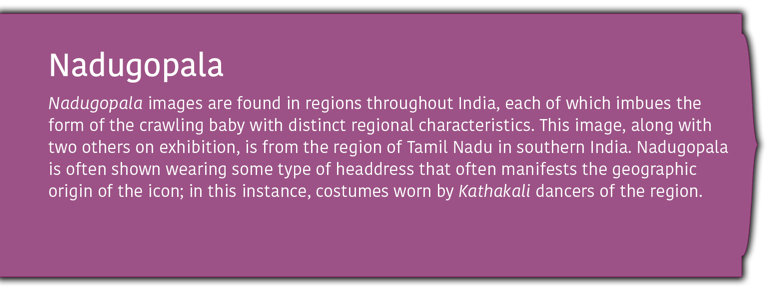 Nadugopala
Nadugopala images are found in regions throughout India, each of which imbues the
form of the crawling baby with distinct regional characteristics. This image, along with
two others on exhibition, is from the region of Tamil Nadu in southern India. Nadugopala
is often shown wearing some type of headdress that often manifests the geographic
origin of the icon; in this instance, costumes worn by Kathakali dancers of the region.